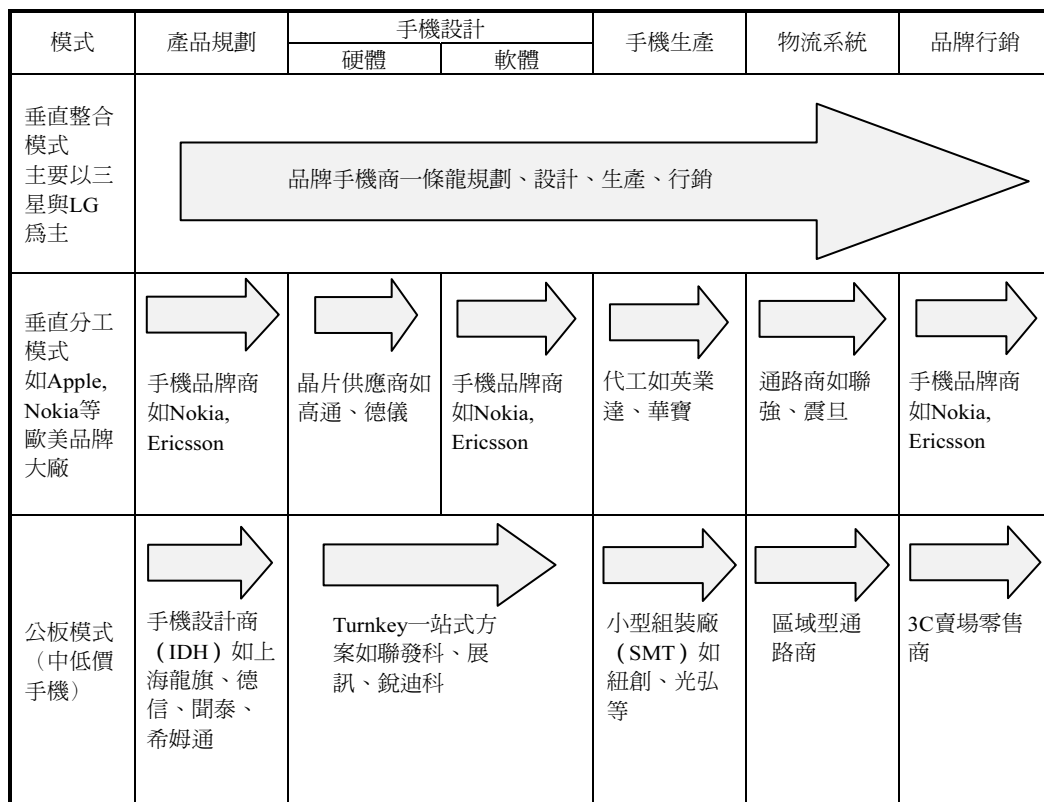 模式
產品規劃
手機設計
硬體
軟體
手機生產
物流系統
品牌行銷
垂直整合
模式
主要以三
星與LG
爲主
品牌手機商一條龍規劃、設計、生產、行銷
垂直分工
模式
如Apple,
Nokia等
歐美品牌
大廠
手機品牌商
如Nokia,
Ericsson
晶片供應商如
高通、德儀
手機品牌商
如Nokia,
Ericsson
代工如英業
達、華寶
通路商如聯
強、震旦
手機品牌商
如Nokia,
Ericsson
公板模式
（中低價
手機）
手機設計商
（IDH）如上
海龍旗、德
信、聞泰、
希姆通
Turnkey一站式方
案如聯發科、展
訊、銳迪科
小型組裝廠
（SMT）如
紐創、光弘
等
區域型通
路商
3C賣場零售
商